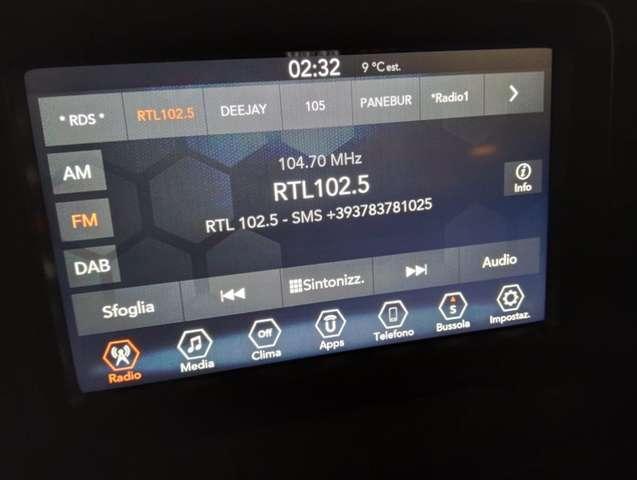 02:32 9 °C est.
* RDS * RTL102.5 DEEJAY 105 PANEBUR *Radio1
AM
104.70 MHz
RTL102.5
Info
FM
RTL 102.5 - SMS +393783781025
DAB
Sfoglia Sintonizz. Audio
Off S
Radio Media Clima Apps Telefono Bussola Impostaz.